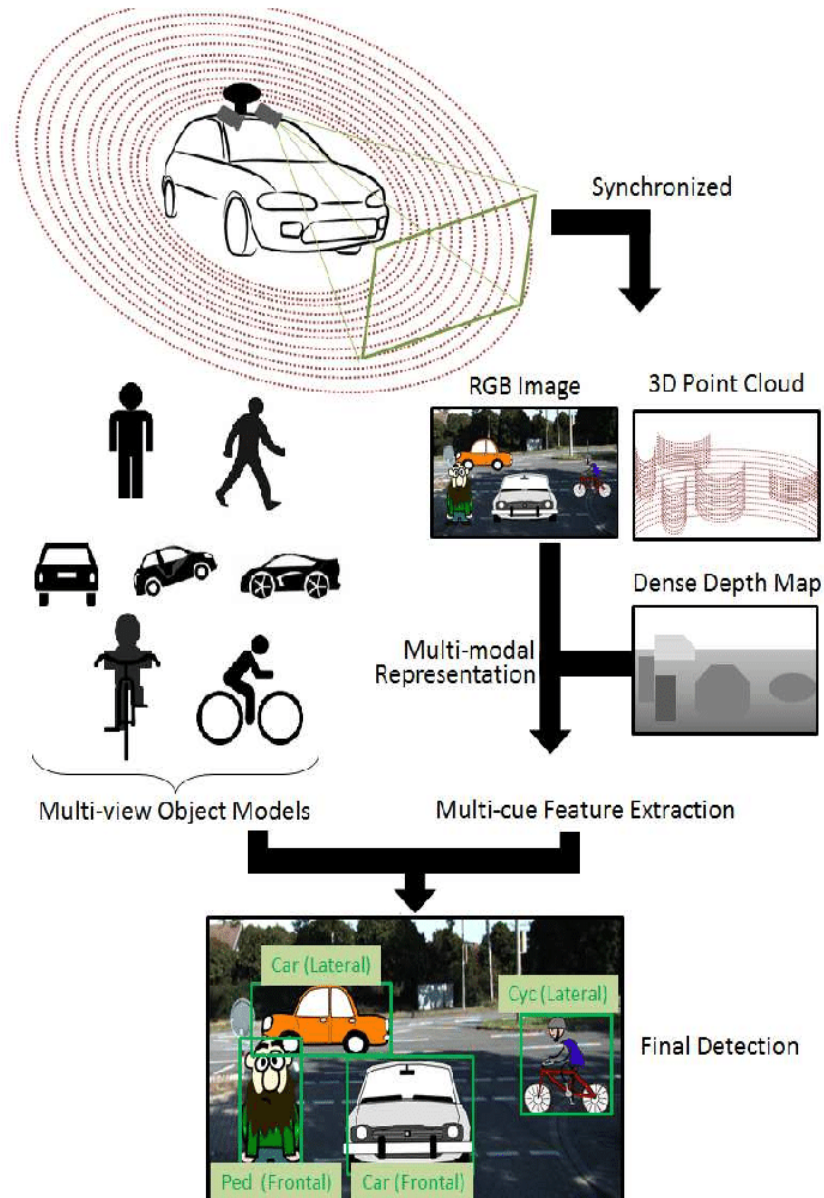 Synchronized
RGB Image
3D Point Cloud
Dense Depth Map
Multi-modal
Representation
Multi-view Object Models
Multi-cue Feature Extraction
Car (Lateral)
Cyc (Lateral)
Final Detection
Ped (Frontal)
Car (Frontal)